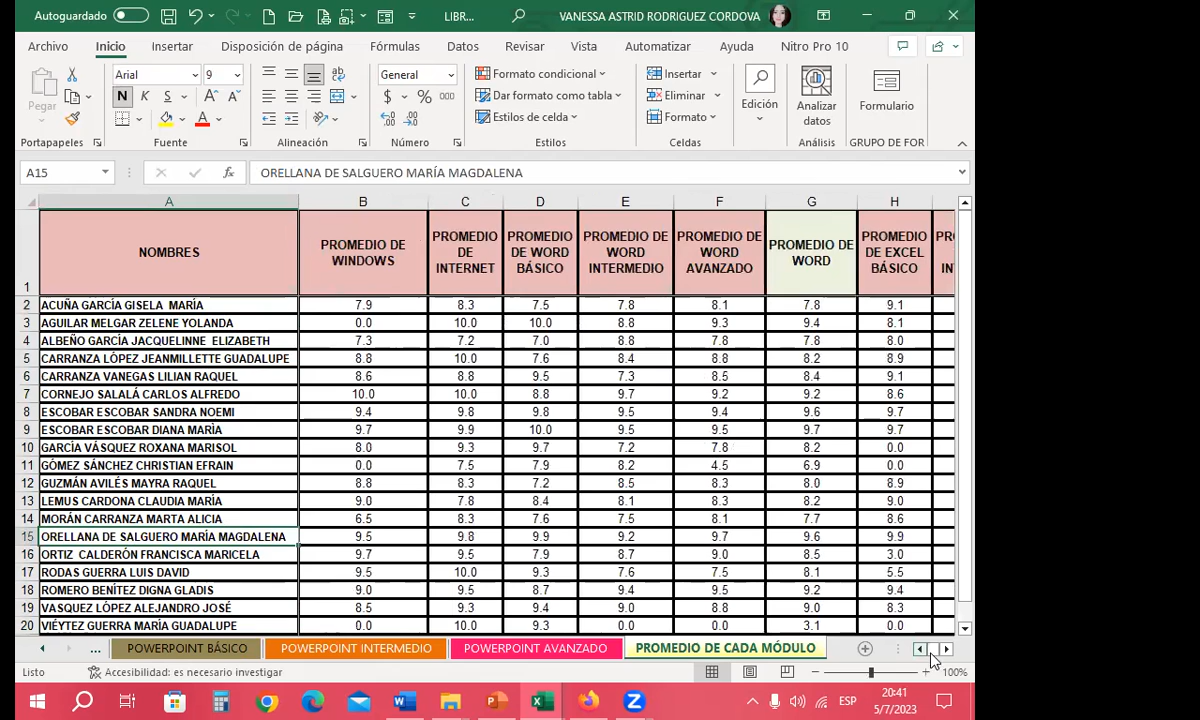 Autoguardado LIBR... VANESSA ASTRID RODRIGUEZ CORDOVA
Archivo Inicio Insertar Disposición de página Fórmulas Datos Revisar Vista Automatizar Ayuda Nitro Pro 10
Pegar Arial 9 General Formato condicional Insertar Edición Analizar datos Formulario
N K S $ % 000 Dar formato como tabla Eliminar
Estilos de celda Formato
Portapapeles Fuente Alineación Número Estilos Celdas Análisis GRUPO DE FOR
A15 fx ORELLANA DE SALGUERO MARÍA MAGDALENA
A B C D E F G H
1 NOMBRES PROMEDIO DE WINDOWS PROMEDIO DE INTERNET PROMEDIO DE WORD BÁSICO PROMEDIO DE WORD INTERMEDIO PROMEDIO DE WORD AVANZADO PROMEDIO DE WORD PROMEDIO DE EXCEL BÁSICO
2 ACUÑA GARCÍA GISELA MARÍA 7.9 8.3 7.5 7.8 8.1 7.8 9.1
3 AGUILAR MELGAR ZELENE YOLANDA 0.0 10.0 10.0 8.8 9.3 9.4 8.1
4 ALBEÑO GARCÍA JACQUELINNE ELIZABETH 7.3 7.2 7.0 8.8 7.8 7.8 8.0
5 CARRANZA LÓPEZ JEANMILLETTE GUADALUPE 8.8 10.0 7.6 8.4 8.8 8.2 8.9
6 CARRANZA VANEGAS LILIAN RAQUEL 8.6 8.8 9.5 7.3 8.5 8.4 9.1
7 CORNEJO SALALÁ CARLOS ALFREDO 10.0 10.0 8.8 9.7 9.2 9.2 8.6
8 ESCOBAR ESCOBAR SANDRA NOEMI 9.4 9.8 9.8 9.5 9.4 9.6 9.7
9 ESCOBAR ESCOBAR DIANA MARÌA 9.7 9.9 10.0 9.5 9.5 9.7 9.7
10 GARCÍA VÁSQUEZ ROXANA MARISOL 8.0 9.3 9.7 7.2 7.8 8.2 0.0
11 GÓMEZ SÁNCHEZ CHRISTIAN EFRAIN 0.0 7.5 7.9 8.2 4.5 6.9 0.0
12 GUZMÁN AVILÉS MAYRA RAQUEL 8.8 8.3 7.2 8.5 8.3 8.0 8.9
13 LEMUS CARDONA CLAUDIA MARÍA 9.0 7.8 8.4 8.1 8.3 8.2 9.0
14 MORÁN CARRANZA MARTA ALICIA 6.5 8.3 7.6 7.5 8.1 7.7 8.6
15 ORELLANA DE SALGUERO MARÍA MAGDALENA 9.5 9.8 9.9 9.2 9.7 9.6 9.9
16 ORTIZ CALDERÓN FRANCISCA MARICELA 9.7 9.5 7.9 8.7 9.0 8.5 3.0
17 RODAS GUERRA LUIS DAVID 9.5 10.0 9.3 7.6 7.5 8.1 5.5
18 ROMERO BENÍTEZ DIGNA GLADIS 9.0 9.5 8.7 9.4 9.5 9.2 9.4
19 VASQUEZ LÓPEZ ALEJANDRO JOSÉ 8.5 9.3 9.4 9.0 8.8 9.0 8.3
20 VIÉYTEZ GUERRA MARÍA GUADALUPE 0.0 10.0 9.3 0.0 0.0 3.1 0.0
... POWERPOINT BÁSICO POWERPOINT INTERMEDIO POWERPOINT AVANZADO PROMEDIO DE CADA MÓDULO
Listo Accesibilidad: es necesario investigar 100%
ESP 20:41
5/7/2023